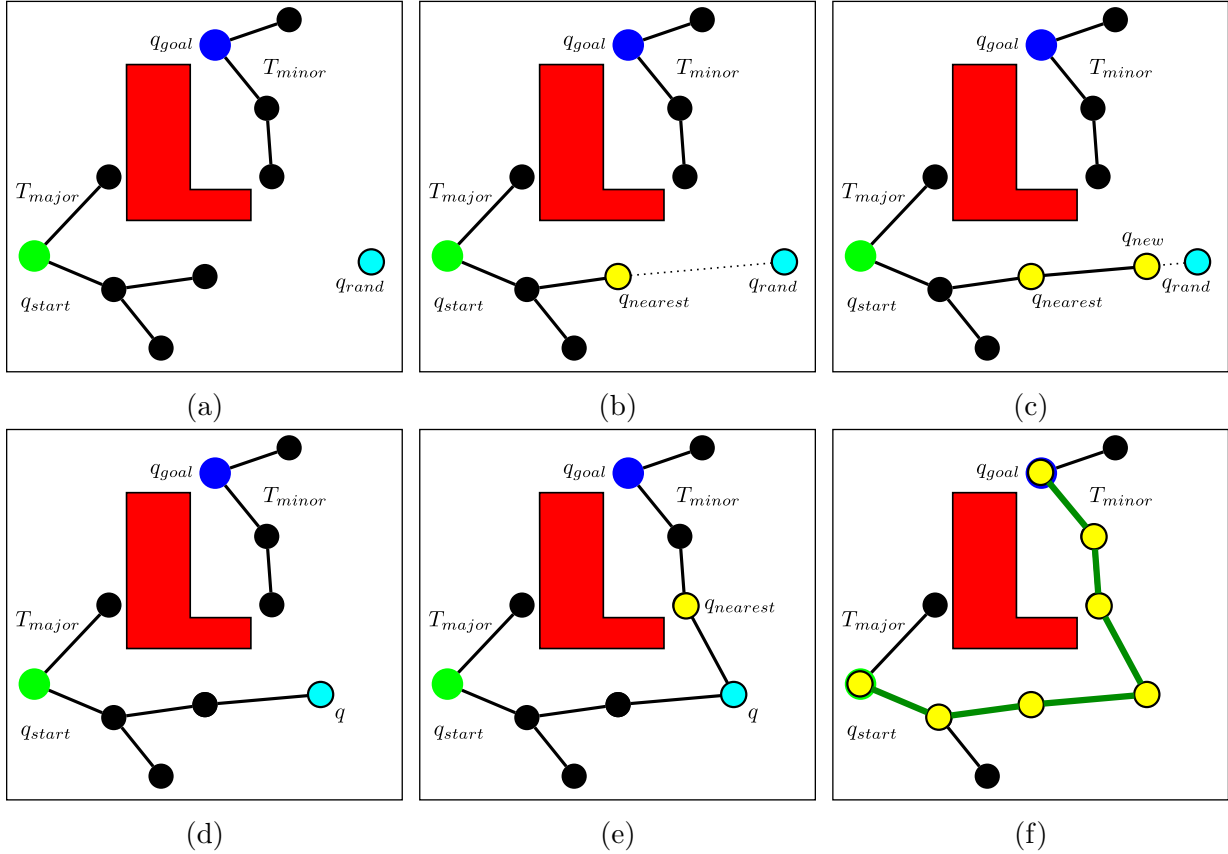 q_goal
T_minor
T_major
q_start
q_rand
(a)
q_goal
T_minor
T_major
q_start
q_nearest
q_rand
(b)
q_goal
T_minor
T_major
q_new
q_start
q_nearest
q_rand
(c)
q_goal
T_minor
T_major
q_start
q
(d)
q_goal
T_minor
T_major
q_nearest
q_start
q
(e)
q_goal
T_minor
T_major
q_start
(f)